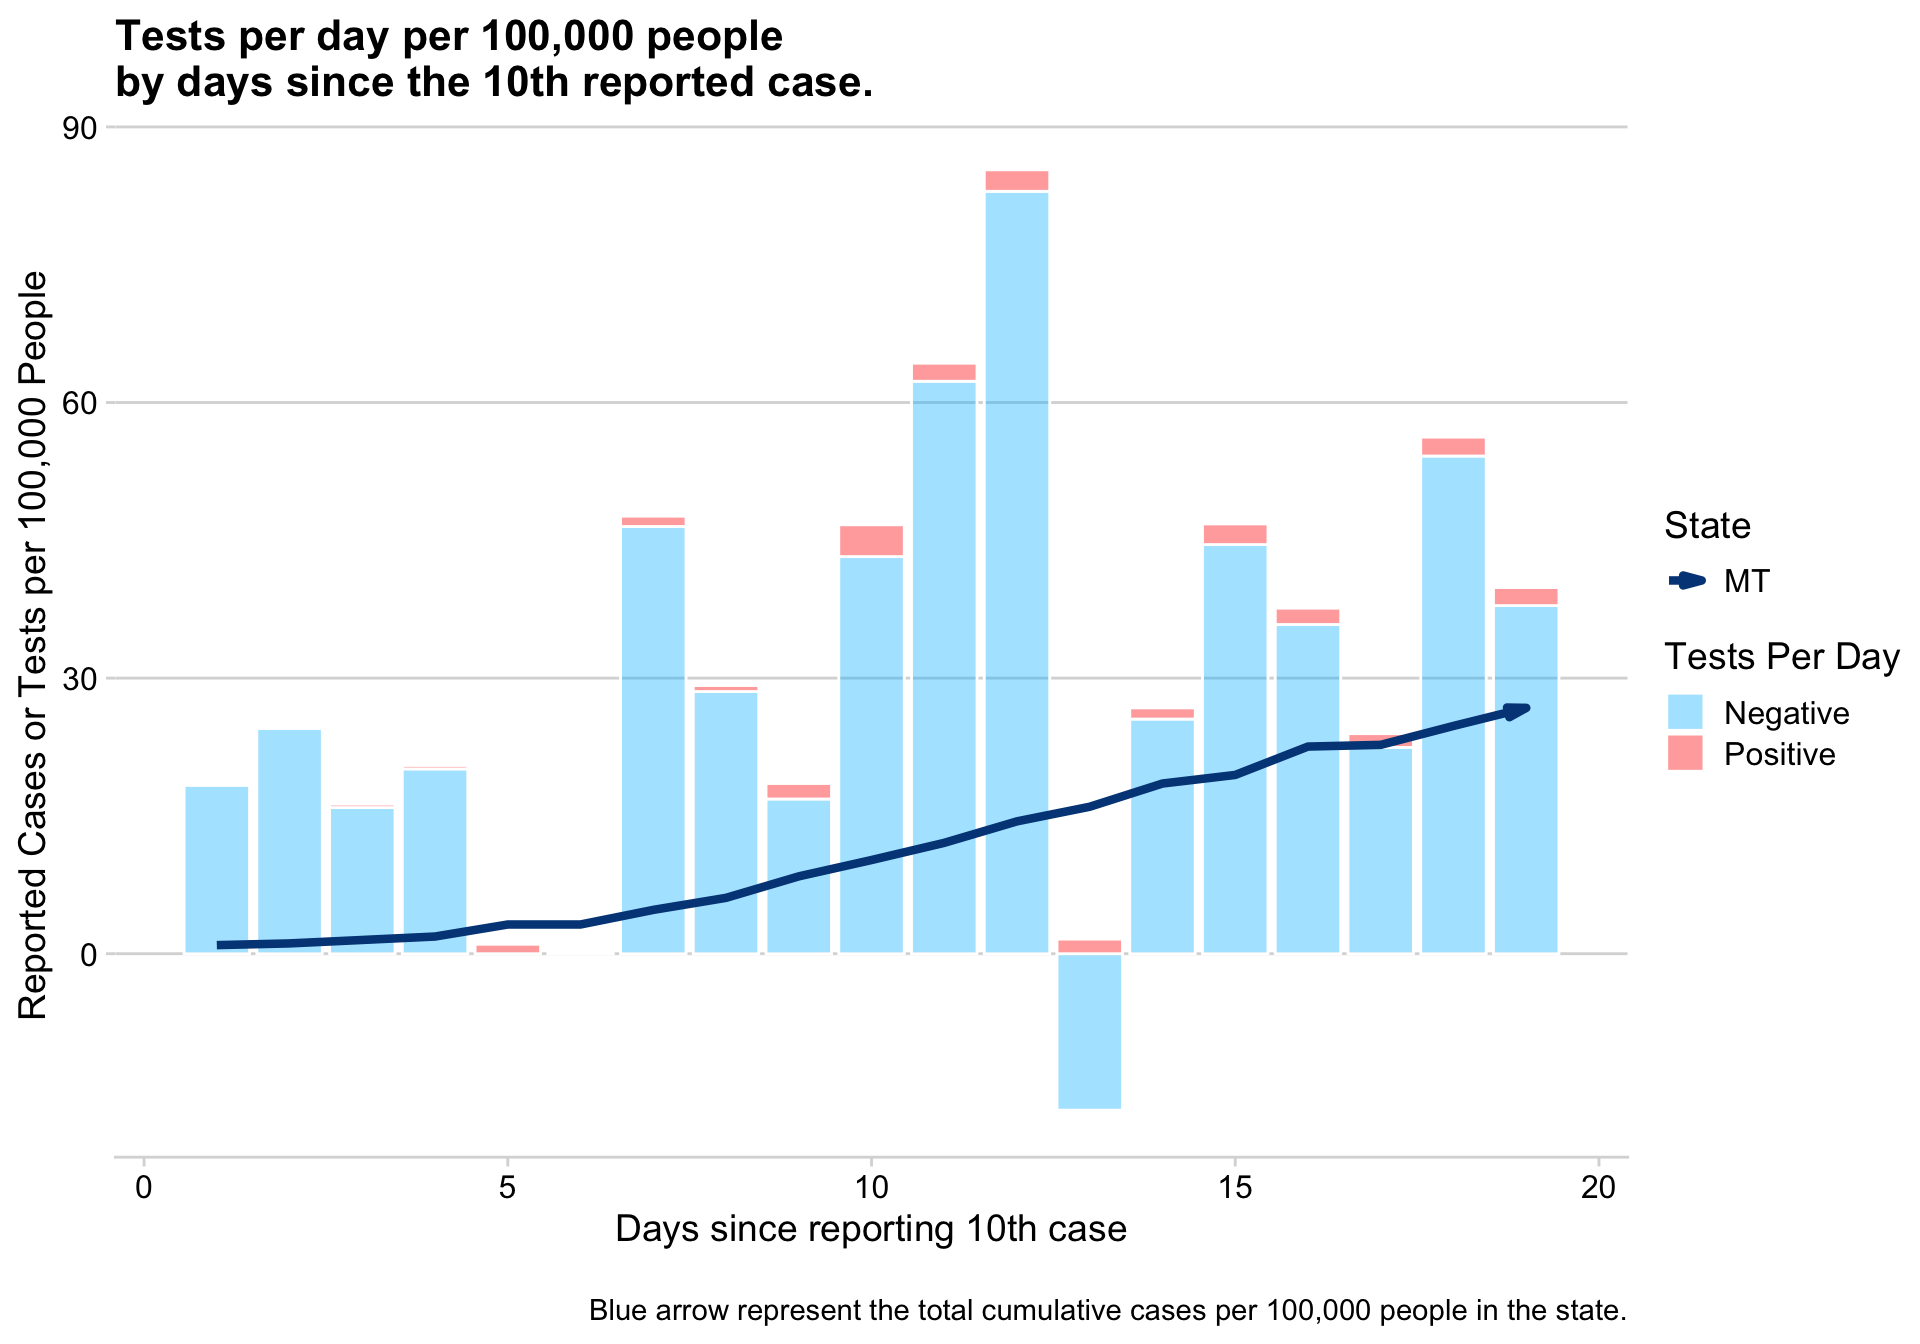 Tests per day per 100,000 people
by days since the 10th reported case.
Reported Cases or Tests per 100,000 People
90
60
30
0
0
5
10
15
20
Days since reporting 10th case
State
MT
Tests Per Day
Negative
Positive
Blue arrow represent the total cumulative cases per 100,000 people in the state.